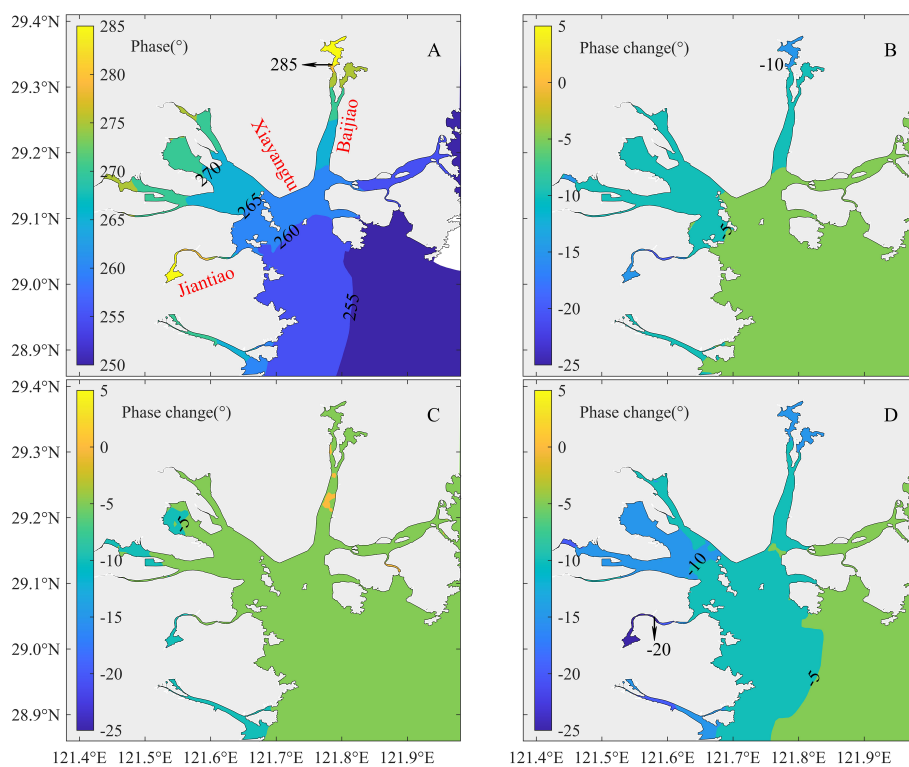 29.4°N
29.3°N
29.2°N
29.1°N
29.0°N
28.9°N
285
280
275
270
265
260
255
250
Phase(°)
A
285
Baijiao
Xiayangtu
270
265
260
Jiantiao
255
5
0
-5
-10
-15
-20
-25
Phase change(°)
B
-10
-5
29.4°N
29.3°N
29.2°N
29.1°N
29.0°N
28.9°N
5
0
-5
-10
-15
-20
-25
Phase change(°)
C
-5
121.4°E 121.5°E 121.6°E 121.7°E 121.8°E 121.9°E
5
0
-5
-10
-15
-20
-25
Phase change(°)
D
-10
-20
-5
121.4°E 121.5°E 121.6°E 121.7°E 121.8°E 121.9°E